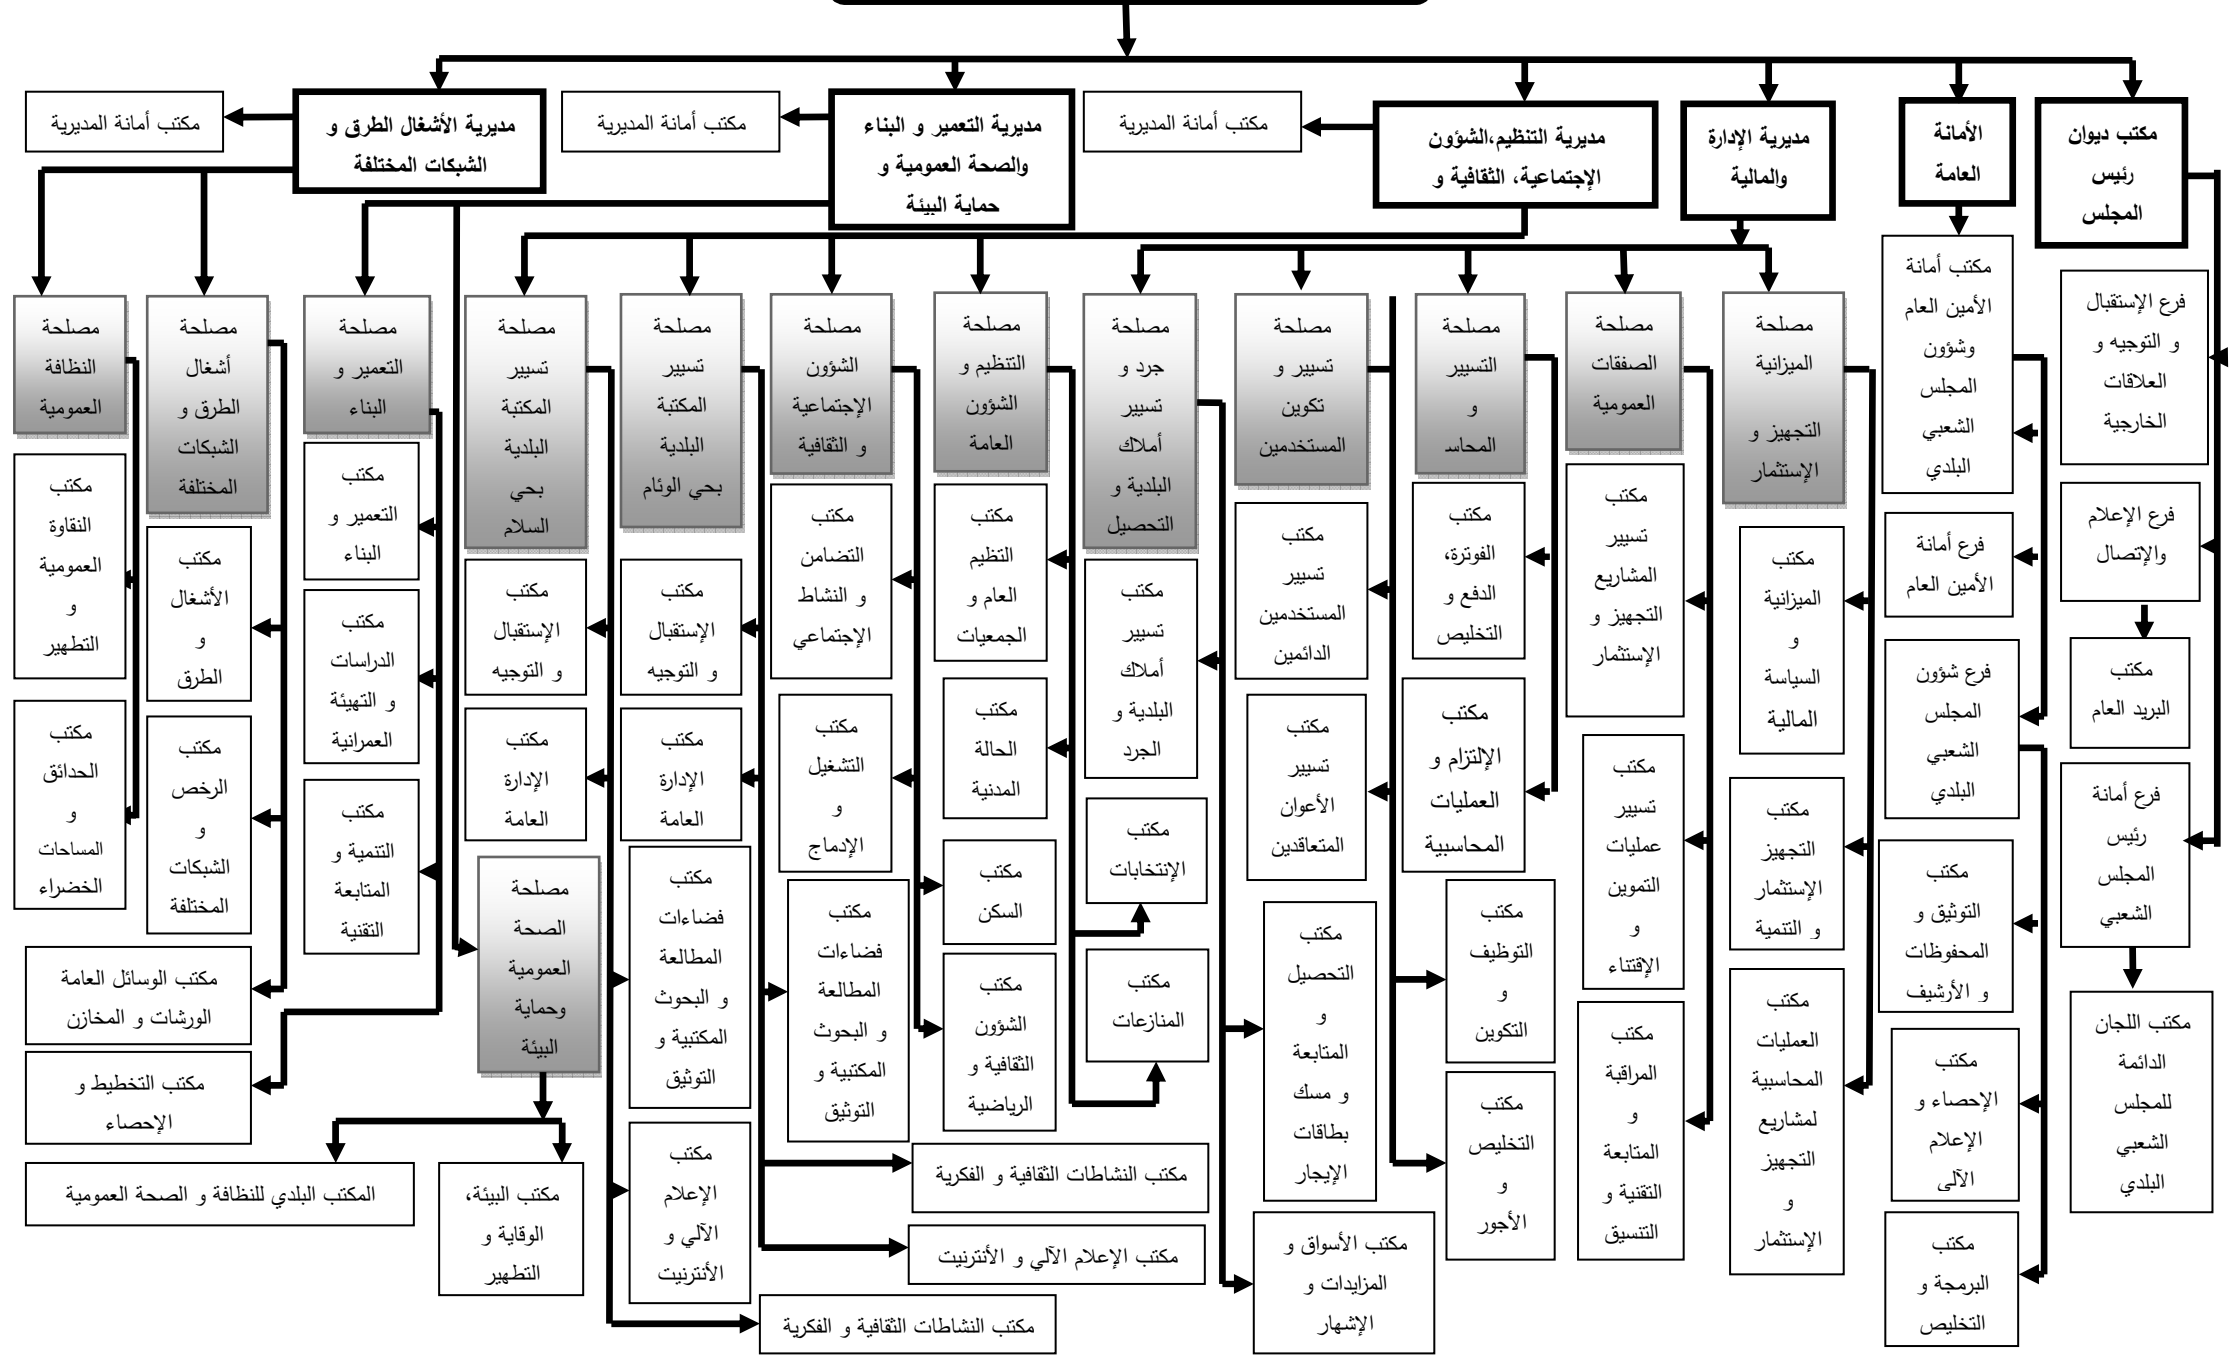 مكتب ديوان
رئيس
المجلس
الأمانة
العامة
مديرية الإدارة
والمالية
مديرية التنظيم،الشؤون
الإجتماعية، الثقافية و
مكتب أمانة المديرية
مديرية التعمير و البناء
والصحة العمومية و
حماية البيئة
مكتب أمانة المديرية
مديرية الأشغال الطرق و
الشبكات المختلفة
مكتب أمانة المديرية
فرع الإستقبال
و التوجيه و
العلاقات
الخارجية
فرع الإعلام
والإتصال
مكتب
البريد العام
فرع أمانة
رئيس
المجلس
الشعبي
مكتب اللجان
الدائمة
للمجلس
الشعبي
البلدي
مكتب أمانة
الأمين العام
وشؤون
المجلس
الشعبي
البلدي
فرع أمانة
الأمين العام
فرع شؤون
المجلس
الشعبي
البلدي
مكتب
التوثيق و
المحفوظات
و الأرشيف
مكتب
الإحصاء و
الإعلام
الآلي
مكتب
البرمجة و
التخليص
مصلحة
الميزانية
التجهيز و
الإستثمار
مكتب
الميزانية
و
السياسة
المالية
مكتب
التجهيز
الإستثمار
و التنمية
مكتب
العمليات
المحاسبية
لمشاريع
التجهيز
و
الإستثمار
مصلحة
الصفقات
العمومية
مكتب
تسيير
المشاريع
التجهيز و
الإستثمار
مكتب
تسيير
عمليات
التموين
و
الإقتناء
مكتب
المراقبة
و
المتابعة
التقنية و
التنسيق
مصلحة
التسيير
و
المحاسد
مكتب
الفوترة،
الدفع و
التخليص
مكتب
الإلتزام و
العمليات
المحاسبية
مصلحة
تسيير و
تكوين
المستخدمين
مكتب
تسيير
المستخدمين
الدائمين
مكتب
تسيير
الأعوان
المتعاقدين
مكتب
التوظيف
و
التكوين
مكتب
التخليص
و
الأجور
مصلحة
جرد و
تسيير
أملاك
البلدية و
التحصيل
مكتب
تسيير
أملاك
البلدية و
الجرد
مكتب
التحصيل
و
المتابعة
و مسك
بطاقات
الإيجار
مكتب الأسواق و
المزايدات و
الإشهار
مصلحة
التنظيم و
الشؤون
العامة
مكتب
التظيم
العام و
الجمعيات
مكتب
الحالة
المدنية
مكتب
الإنتخابات
مكتب
المنازعات
مصلحة
الشؤون
الإجتماعية
و الثقافية
مكتب
التضامن
و النشاط
الإجتماعي
مكتب
التشغيل
و
الإدماج
مكتب
السكن
مكتب
الشؤون
الثقافية و
الرياضية
مصلحة
تسيير
المكتبة
البلدية
بحي الوئام
مكتب
الإستقبال
و التوجيه
مكتب
الإدارة
العامة
مكتب
فضاءات
المطالعة
و البحوث
المكتبية و
التوثيق
مكتب النشاطات الثقافية و الفكرية
مكتب الإعلام الآلي و الأنترنيت
مصلحة
تسيير
المكتبة
البلدية
بحي
السلام
مكتب
الإستقبال
و التوجيه
مكتب
الإدارة
العامة
مكتب
فضاءات
المطالعة
و البحوث
المكتبية و
التوثيق
مكتب
الإعلام
الآلي و
الأنترنيت
مكتب النشاطات الثقافية و الفكرية
مصلحة
التعمير و
البناء
مكتب
التعمير و
البناء
مكتب
الدراسات
و التهيئة
العمرانية
مكتب
التنمية و
المتابعة
التقنية
مكتب التخطيط و
الإحصاء
مصلحة
الصحة
العمومية
وحماية
البيئة
مكتب البيئة،
الوقاية و
التطهير
المكتب البلدي للنظافة و الصحة العمومية
مصلحة
أشغال
الطرق و
الشبكات
المختلفة
مكتب
الأشغال
و
الطرق
مكتب
الرخص
و
الشبكات
المختلفة
مكتب الوسائل العامة
الورشات و المخازن
مصلحة
النظافة
العمومية
مكتب
النقاوة
العمومية
و
التطهير
مكتب
الحدائق
و
المساحات
الخضراء